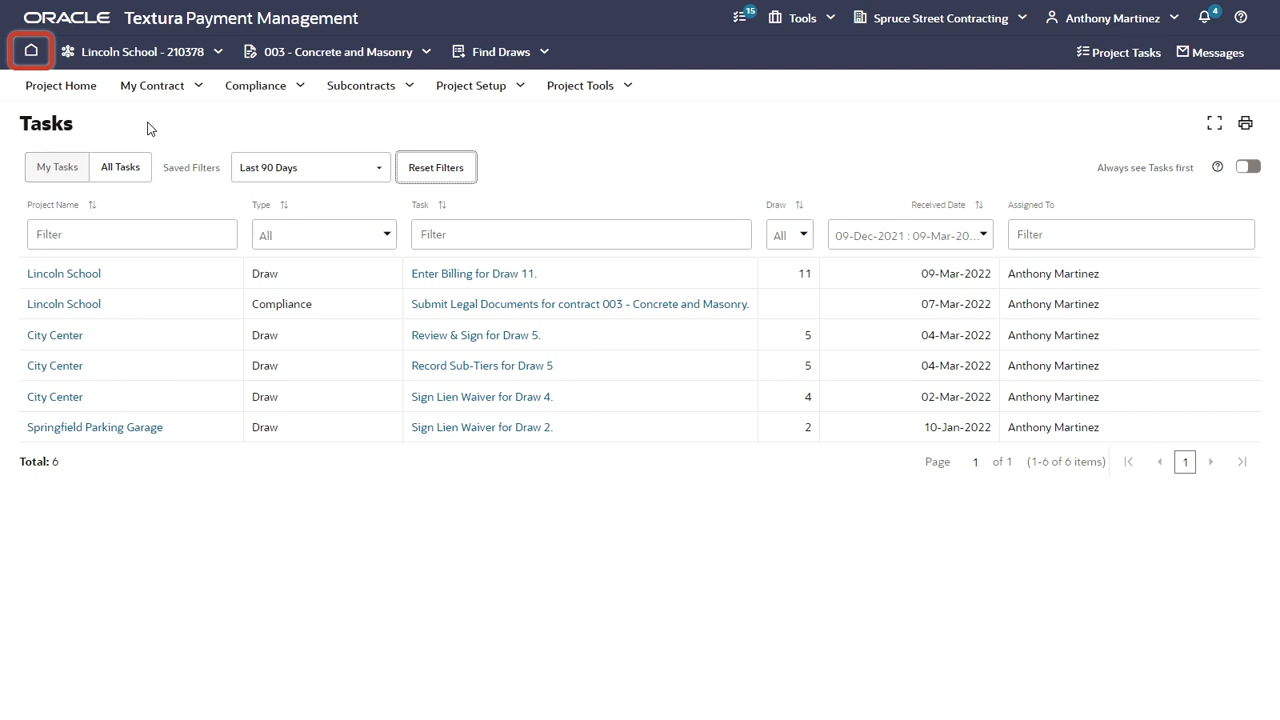 ORACLE Textura Payment Management 15 Tools Spruce Street Contracting Anthony Martinez 4
Lincoln School - 210378 003 - Concrete and Masonry Find Draws Project Tasks Messages
Project Home My Contract Compliance Subcontracts Project Setup Project Tools
Tasks
My Tasks All Tasks Saved Filters Last 90 Days Reset Filters Always see Tasks first
Project Name Type Task Draw Received Date Assigned To
Filter All Filter All 09-Dec-2021 : 09-Mar-20... Filter
Lincoln School Draw Enter Billing for Draw 11. 11 09-Mar-2022 Anthony Martinez
Lincoln School Compliance Submit Legal Documents for contract 003 - Concrete and Masonry. 07-Mar-2022 Anthony Martinez
City Center Draw Review & Sign for Draw 5. 5 04-Mar-2022 Anthony Martinez
City Center Draw Record Sub-Tiers for Draw 5 5 04-Mar-2022 Anthony Martinez
City Center Draw Sign Lien Waiver for Draw 4. 4 02-Mar-2022 Anthony Martinez
Springfield Parking Garage Draw Sign Lien Waiver for Draw 2. 2 10-Jan-2022 Anthony Martinez
Total: 6 Page 1 of 1 (1-6 of 6 items) 1